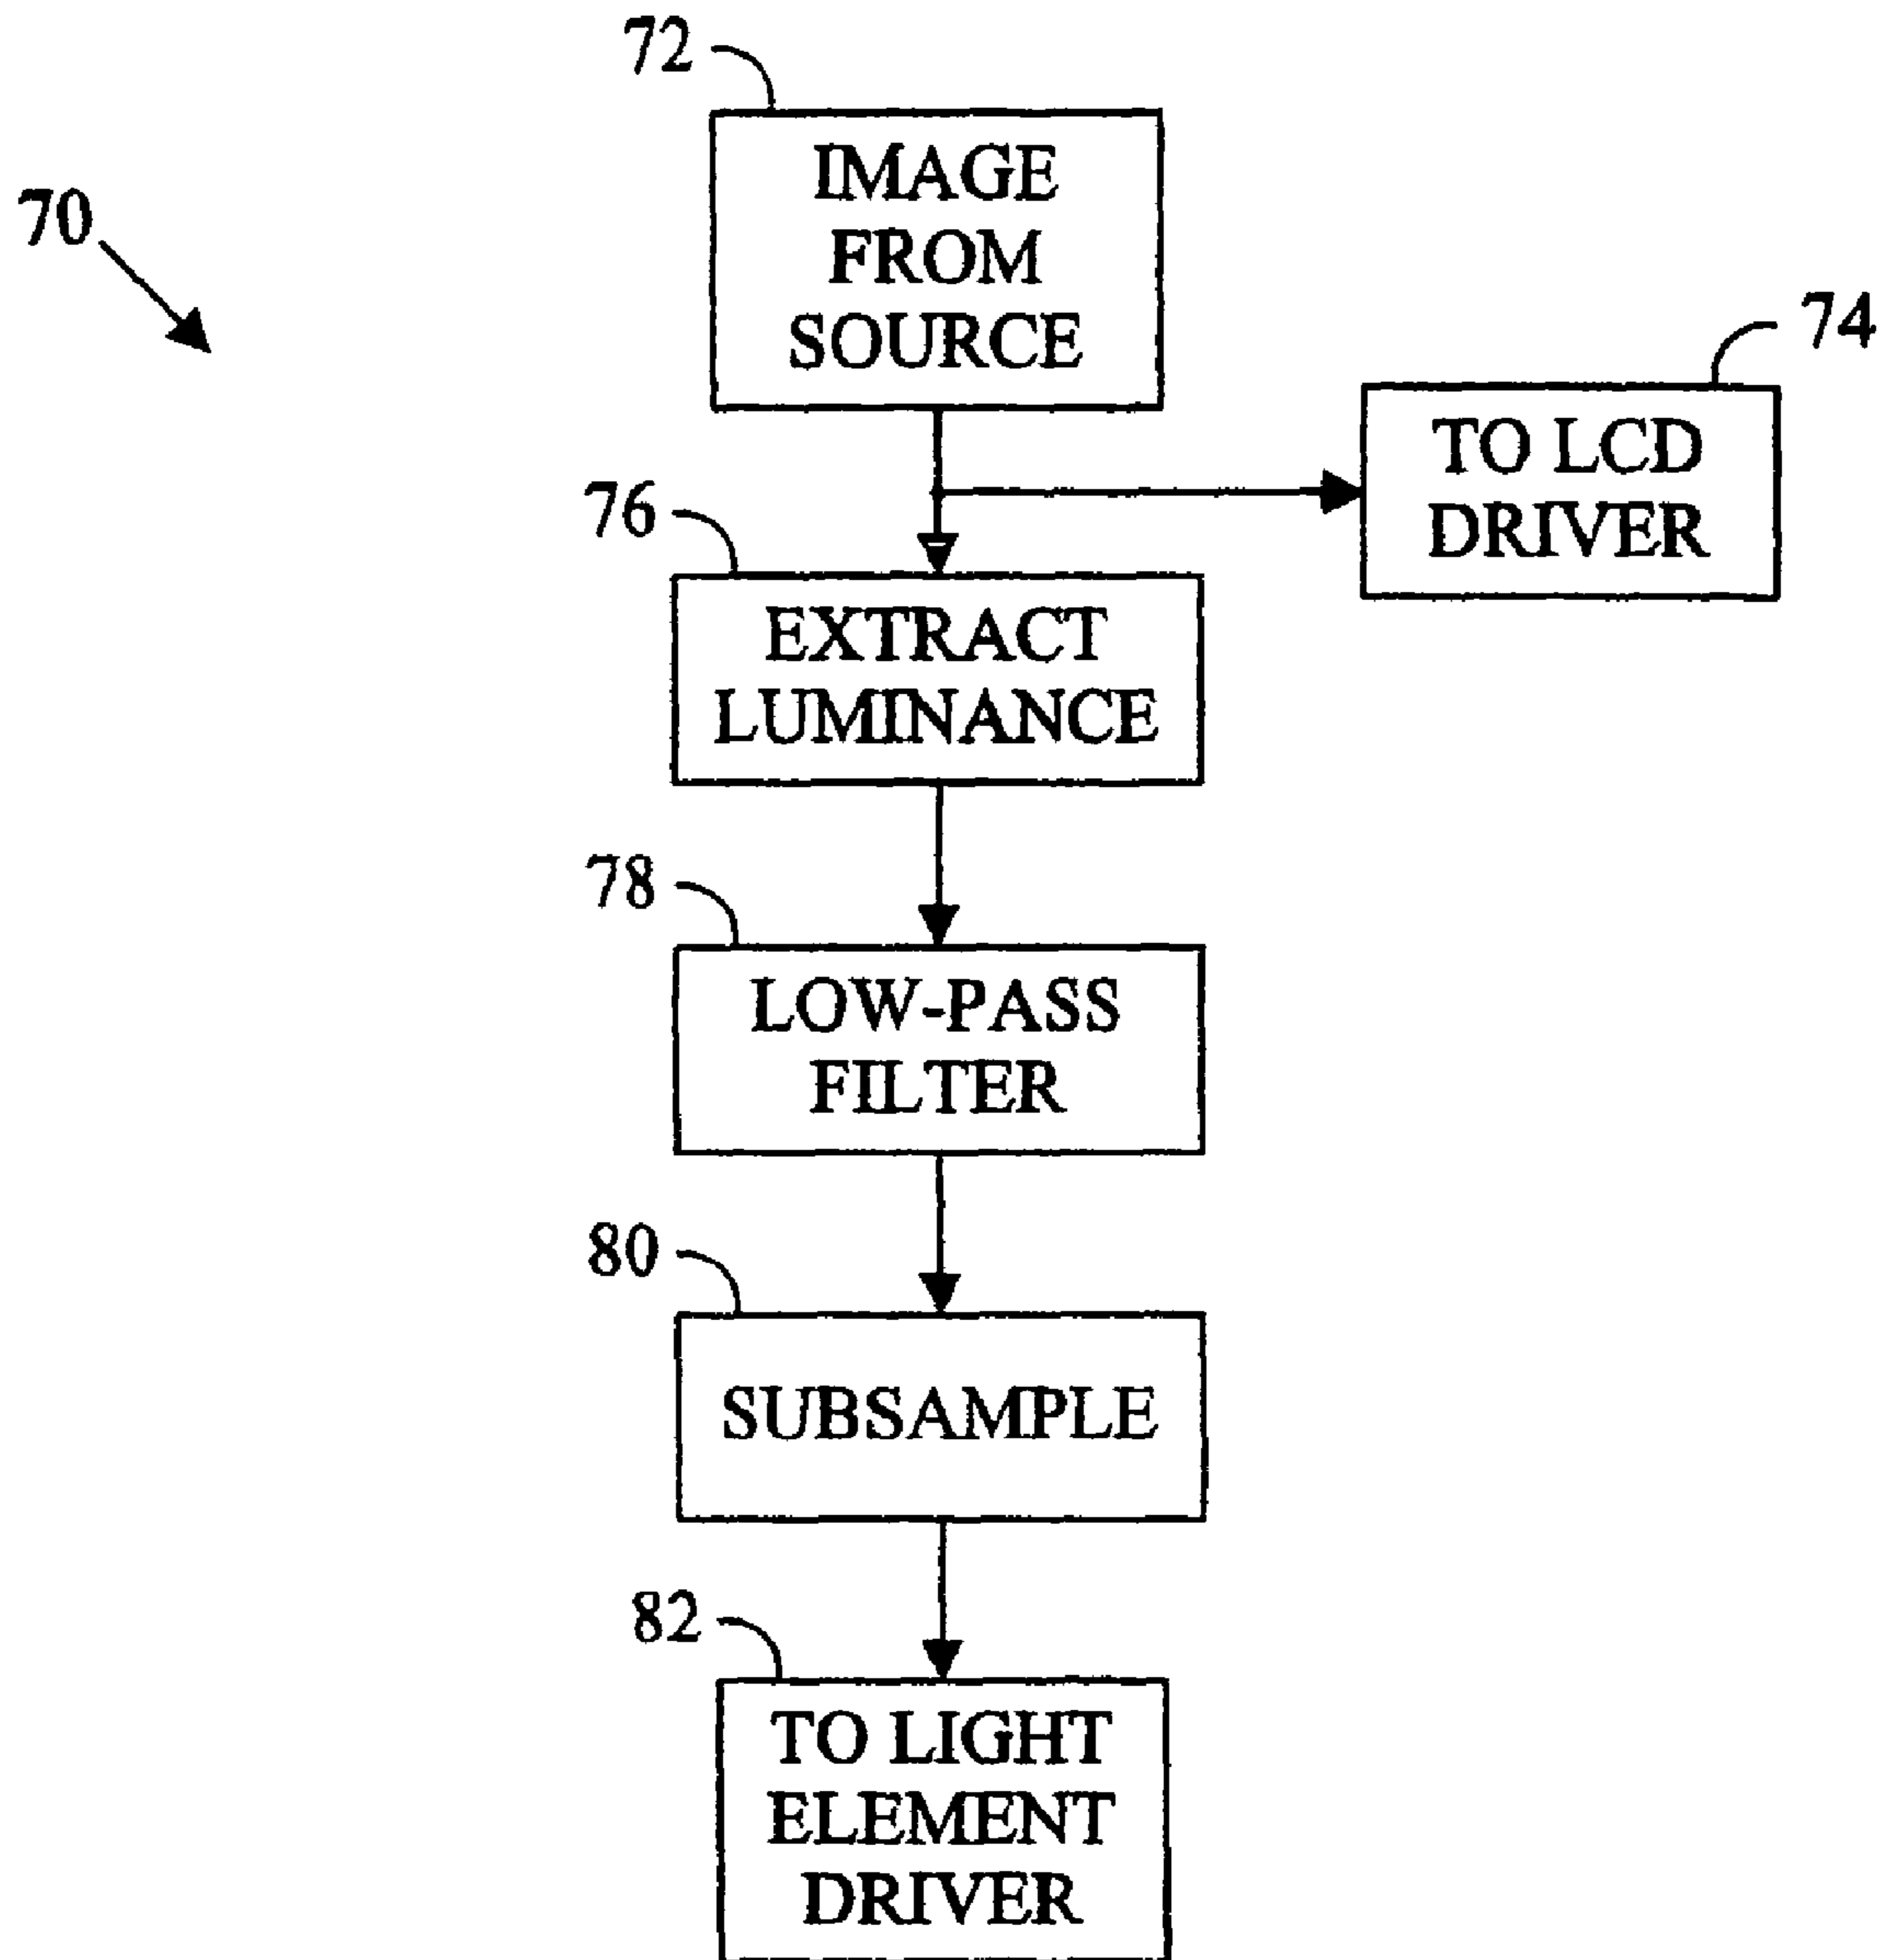 72
IMAGE
FROM
SOURCE
70
74
TO LCD
DRIVER
76
EXTRACT
LUMINANCE
78
LOW-PASS
FILTER
80
SUBSAMPLE
82
TO LIGHT
ELEMENT
DRIVER